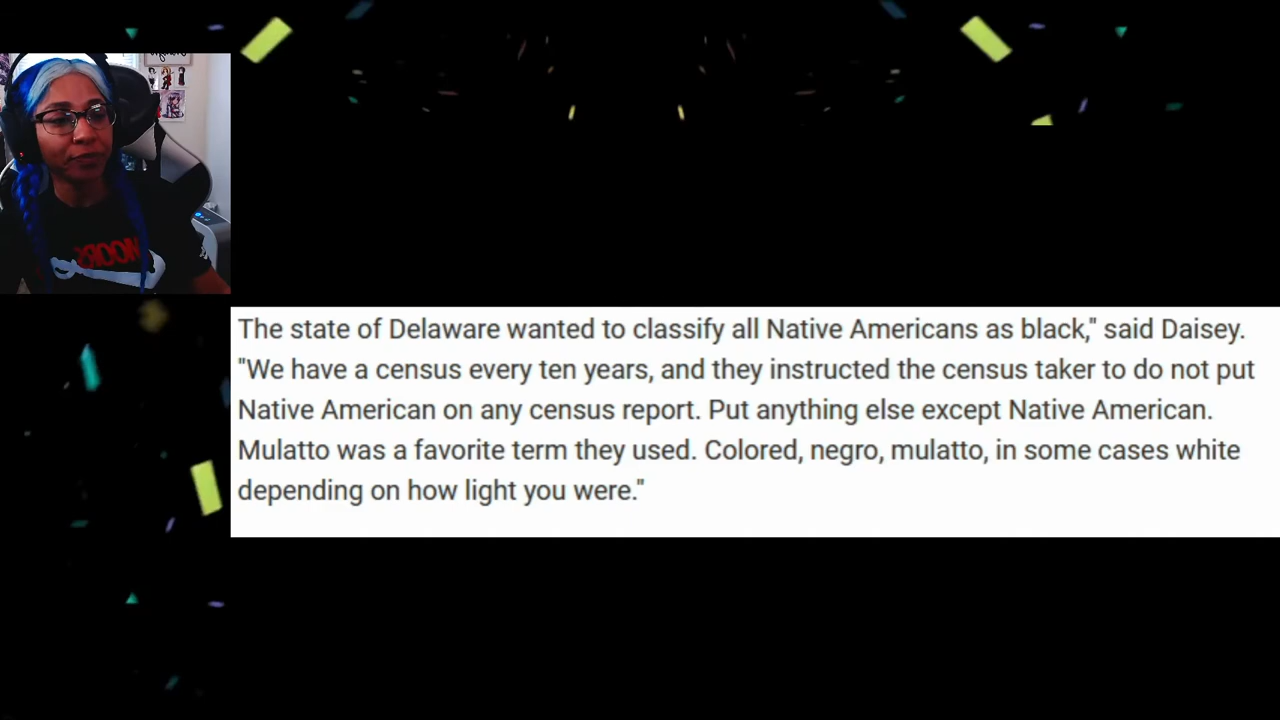 MOORS
The state of Delaware wanted to classify all Native Americans as black," said Daisey.
"We have a census every ten years, and they instructed the census taker to do not put
Native American on any census report. Put anything else except Native American.
Mulatto was a favorite term they used. Colored, negro, mulatto, in some cases white
depending on how light you were."